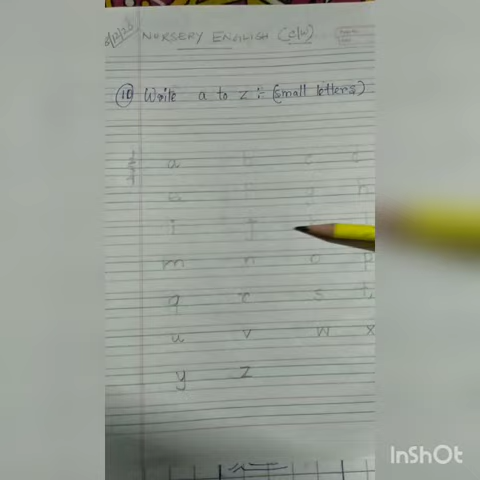 NURSERY ENGLISH (C/W)
10 Write a to z :- (small letters)
a b c d
e f g h
i j k l
m n o p
q r s t
u v w x
y z
InShOt